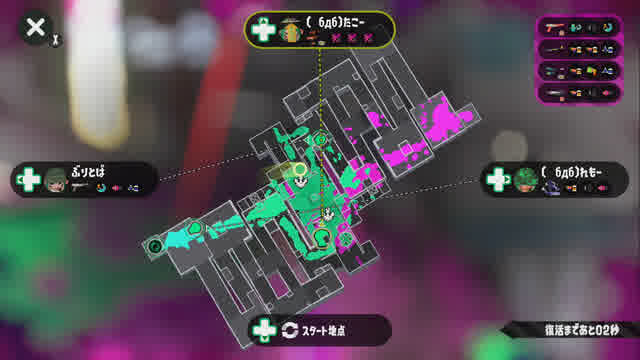 ( 6д6)たこー
ぶりとば
( 6д6)れもー
スタート地点
復活まであと02秒